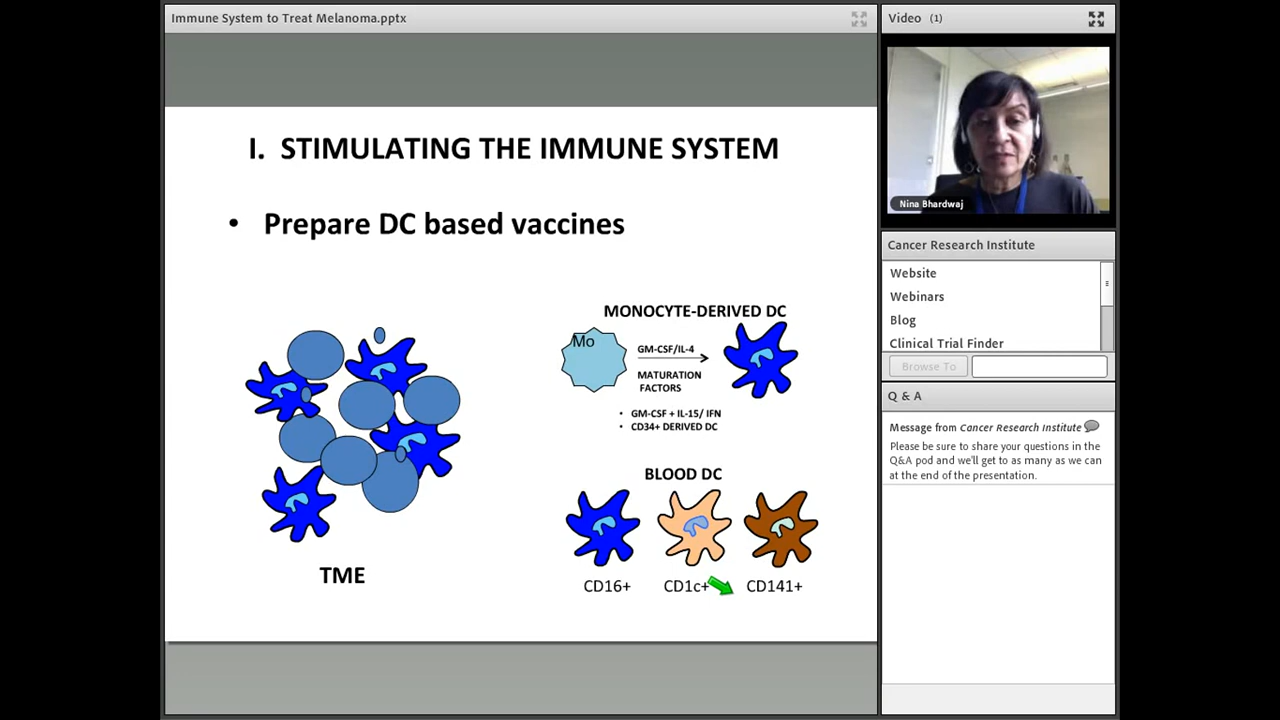 Immune System to Treat Melanoma.pptx
I. STIMULATING THE IMMUNE SYSTEM
• Prepare DC based vaccines
TME
MONOCYTE-DERIVED DC
Mo
GM-CSF/IL-4
MATURATION
FACTORS
• GM-CSF + IL-15/ IFN
• CD34+ DERIVED DC
BLOOD DC
CD16+ CD1c+ CD141+
Video (1)
Nina Bhardwaj
Cancer Research Institute
Website
Webinars
Blog
Clinical Trial Finder
Browse To
Q & A
Message from Cancer Research Institute
Please be sure to share your questions in the
Q&A pod and we'll get to as many as we can
at the end of the presentation.